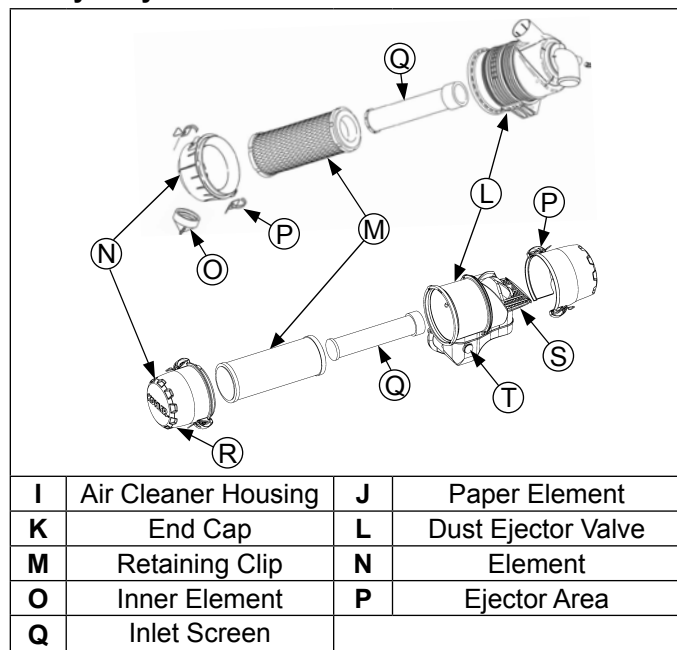 Q
L
P
N
O
P
M
S
Q
T
R
I Air Cleaner Housing J Paper Element
K End Cap L Dust Ejector Valve
M Retaining Clip N Element
O Inner Element P Ejector Area
Q Inlet Screen